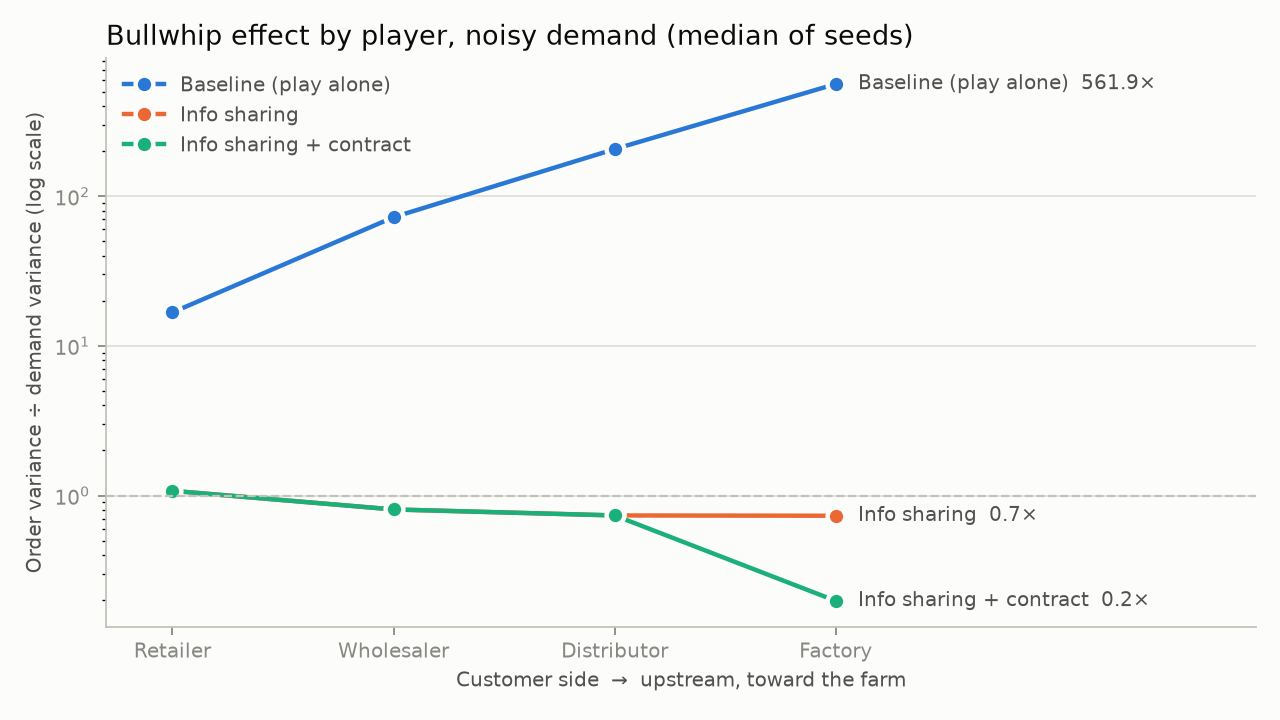 Bullwhip effect by player, noisy demand (median of seeds)
Baseline (play alone)
Info sharing
Info sharing + contract
Baseline (play alone)  561.9×
Order variance ÷ demand variance (log scale)
10²
10¹
10⁰
Info sharing  0.7×
Info sharing + contract  0.2×
Retailer
Wholesaler
Distributor
Factory
Customer side → upstream, toward the farm